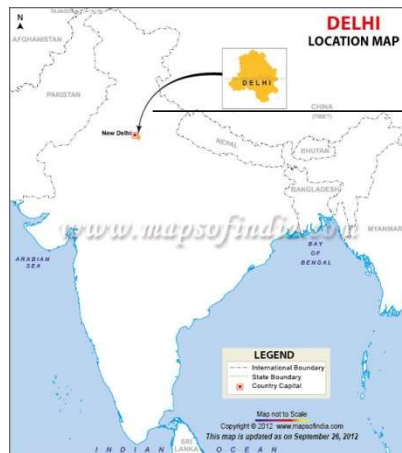 N
TAJIKISTAN
DELHI
LOCATION MAP
AFGHANISTAN
PAKISTAN
DELHI
CHINA
(TIBET)
New Delhi
NEPAL
BHUTAN
BANGLADESH
MYANMAR
www.mapsofindia.com
ARABIAN
SEA
BAY
OF
BENGAL
LEGEND
International Boundary
State Boundary
Country Capital
Map not to Scale
Copyright © 2012 www.mapsofindia.com
This map is updated as on September 26, 2012
SRI
LANKA
INDIAN OCEAN